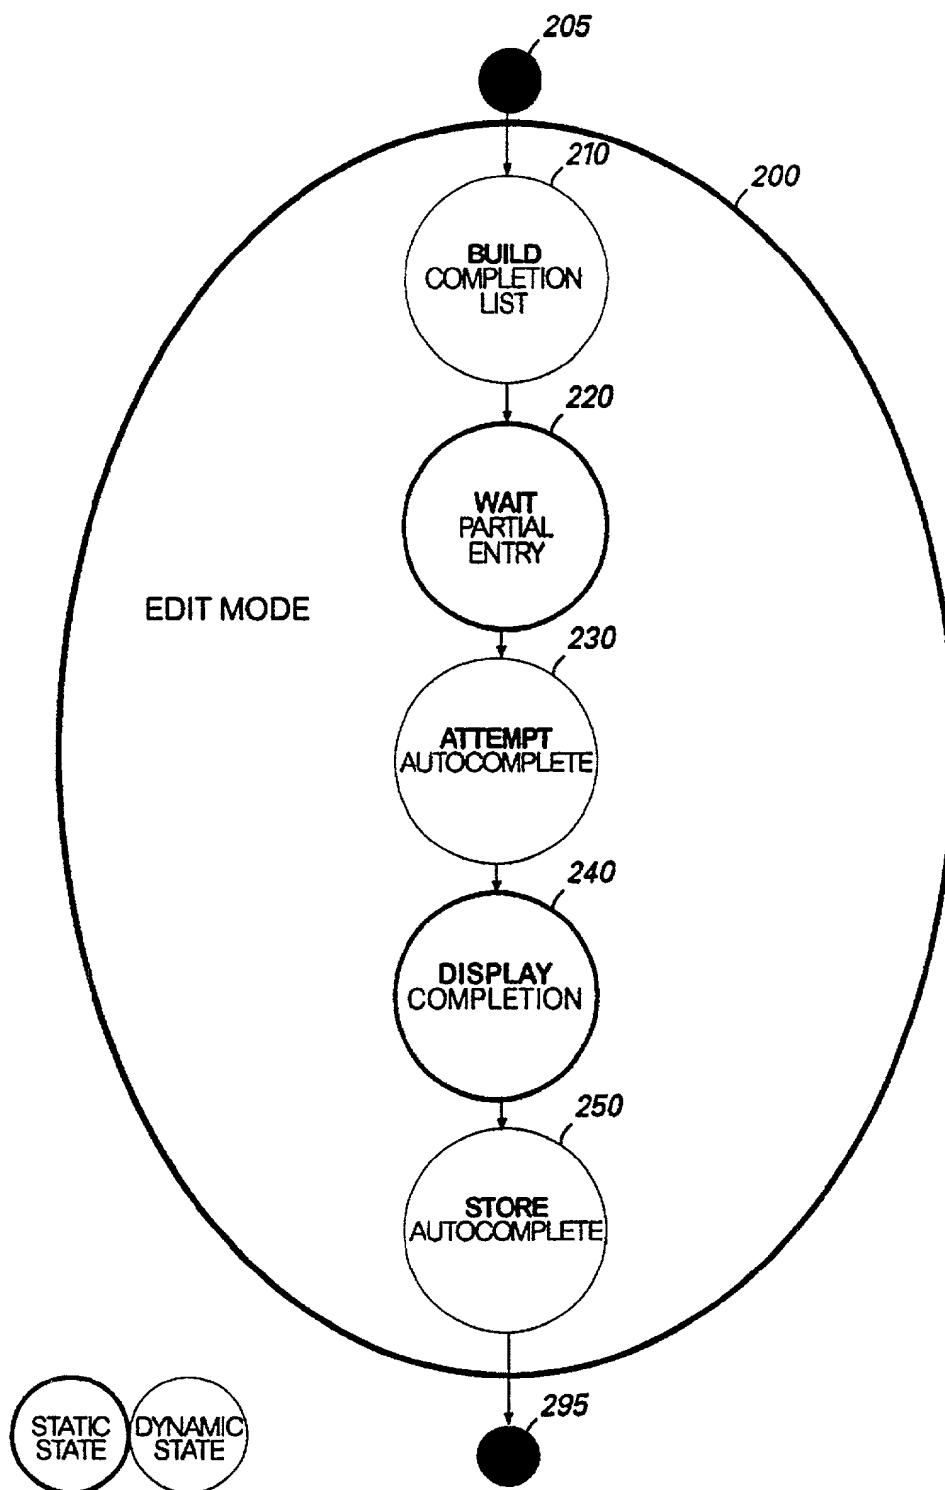 205
210
200
BUILD
COMPLETION
LIST
220
WAIT
PARTIAL
ENTRY
EDIT MODE
230
ATTEMPT
AUTOCOMPLETE
240
DISPLAY
COMPLETION
250
STORE
AUTOCOMPLETE
295
STATIC
STATE
DYNAMIC
STATE